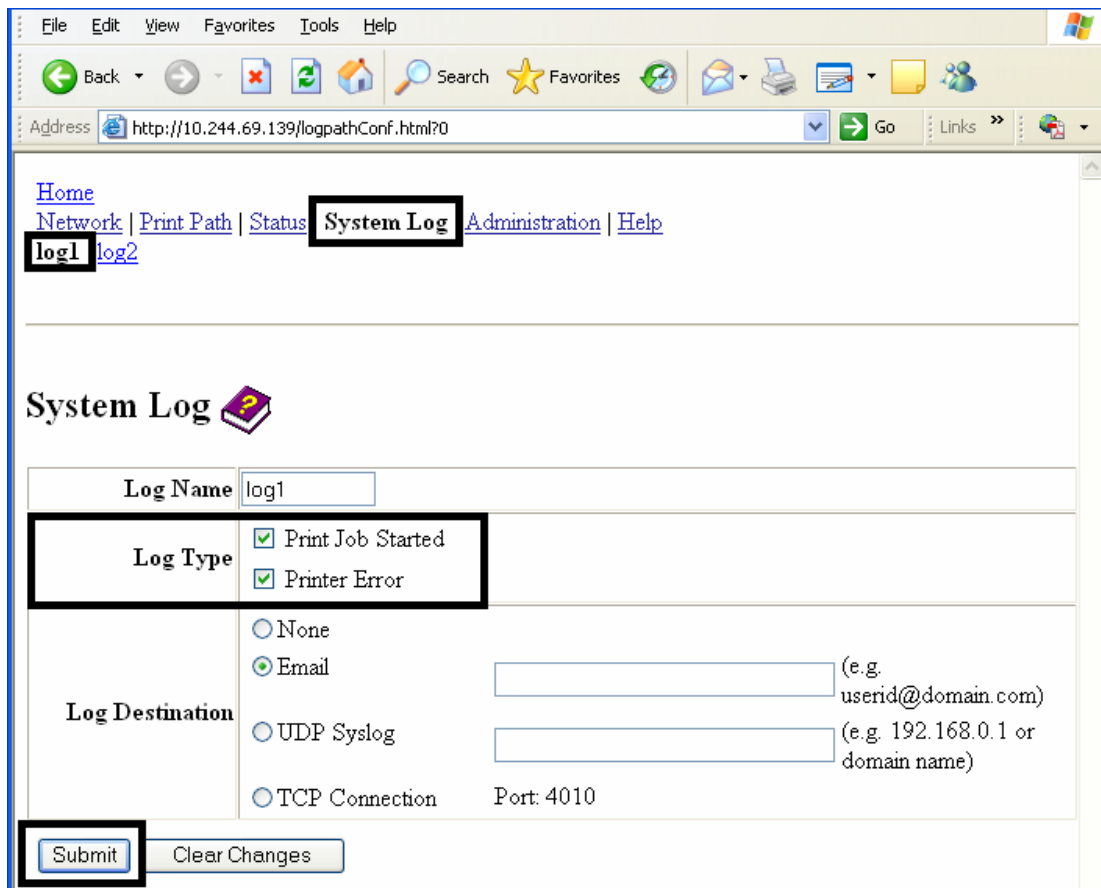 File Edit View Favorites Tools Help
Back Search Favorites
Address http://10.244.69.139/logpathConf.html?0 Go Links »
Home
Network | Print Path | Status System Log Administration | Help
log1 log2
System Log
Log Name log1
Log Type Print Job Started
Printer Error
Log Destination None
Email (e.g. userid@domain.com)
UDP Syslog (e.g. 192.168.0.1 or domain name)
TCP Connection Port: 4010
Submit Clear Changes